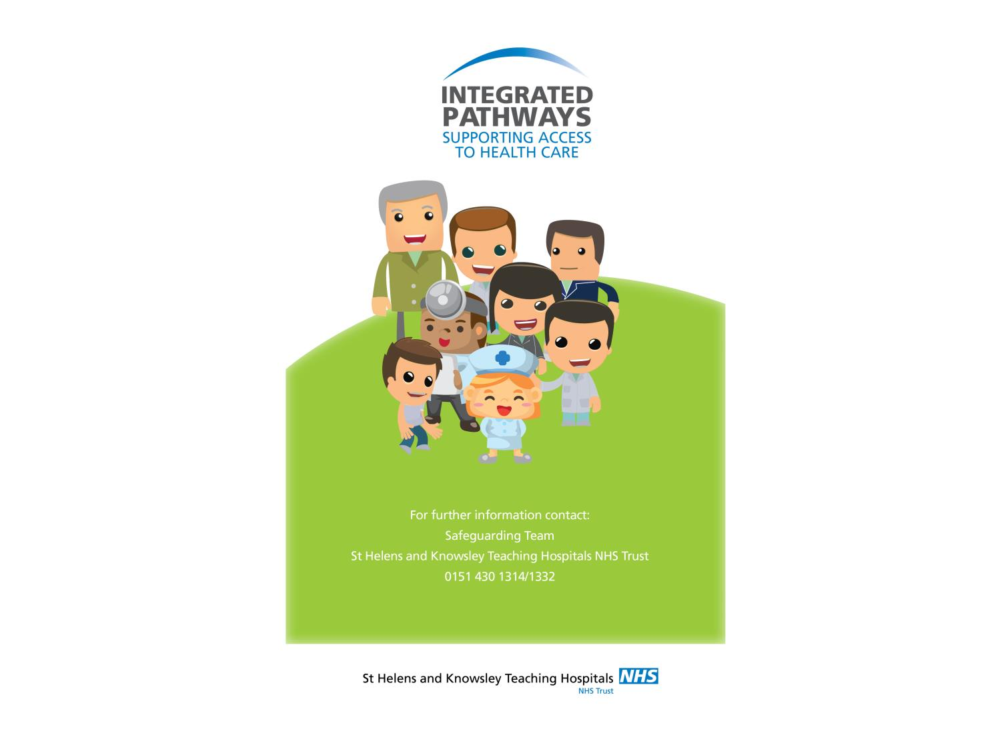 INTEGRATED
PATHWAYS
SUPPORTING ACCESS
TO HEALTH CARE
For further information contact:
Safeguarding Team
St Helens and Knowsley Teaching Hospitals NHS Trust
0151 430 1314/1332
St Helens and Knowsley Teaching Hospitals NHS
NHS Trust